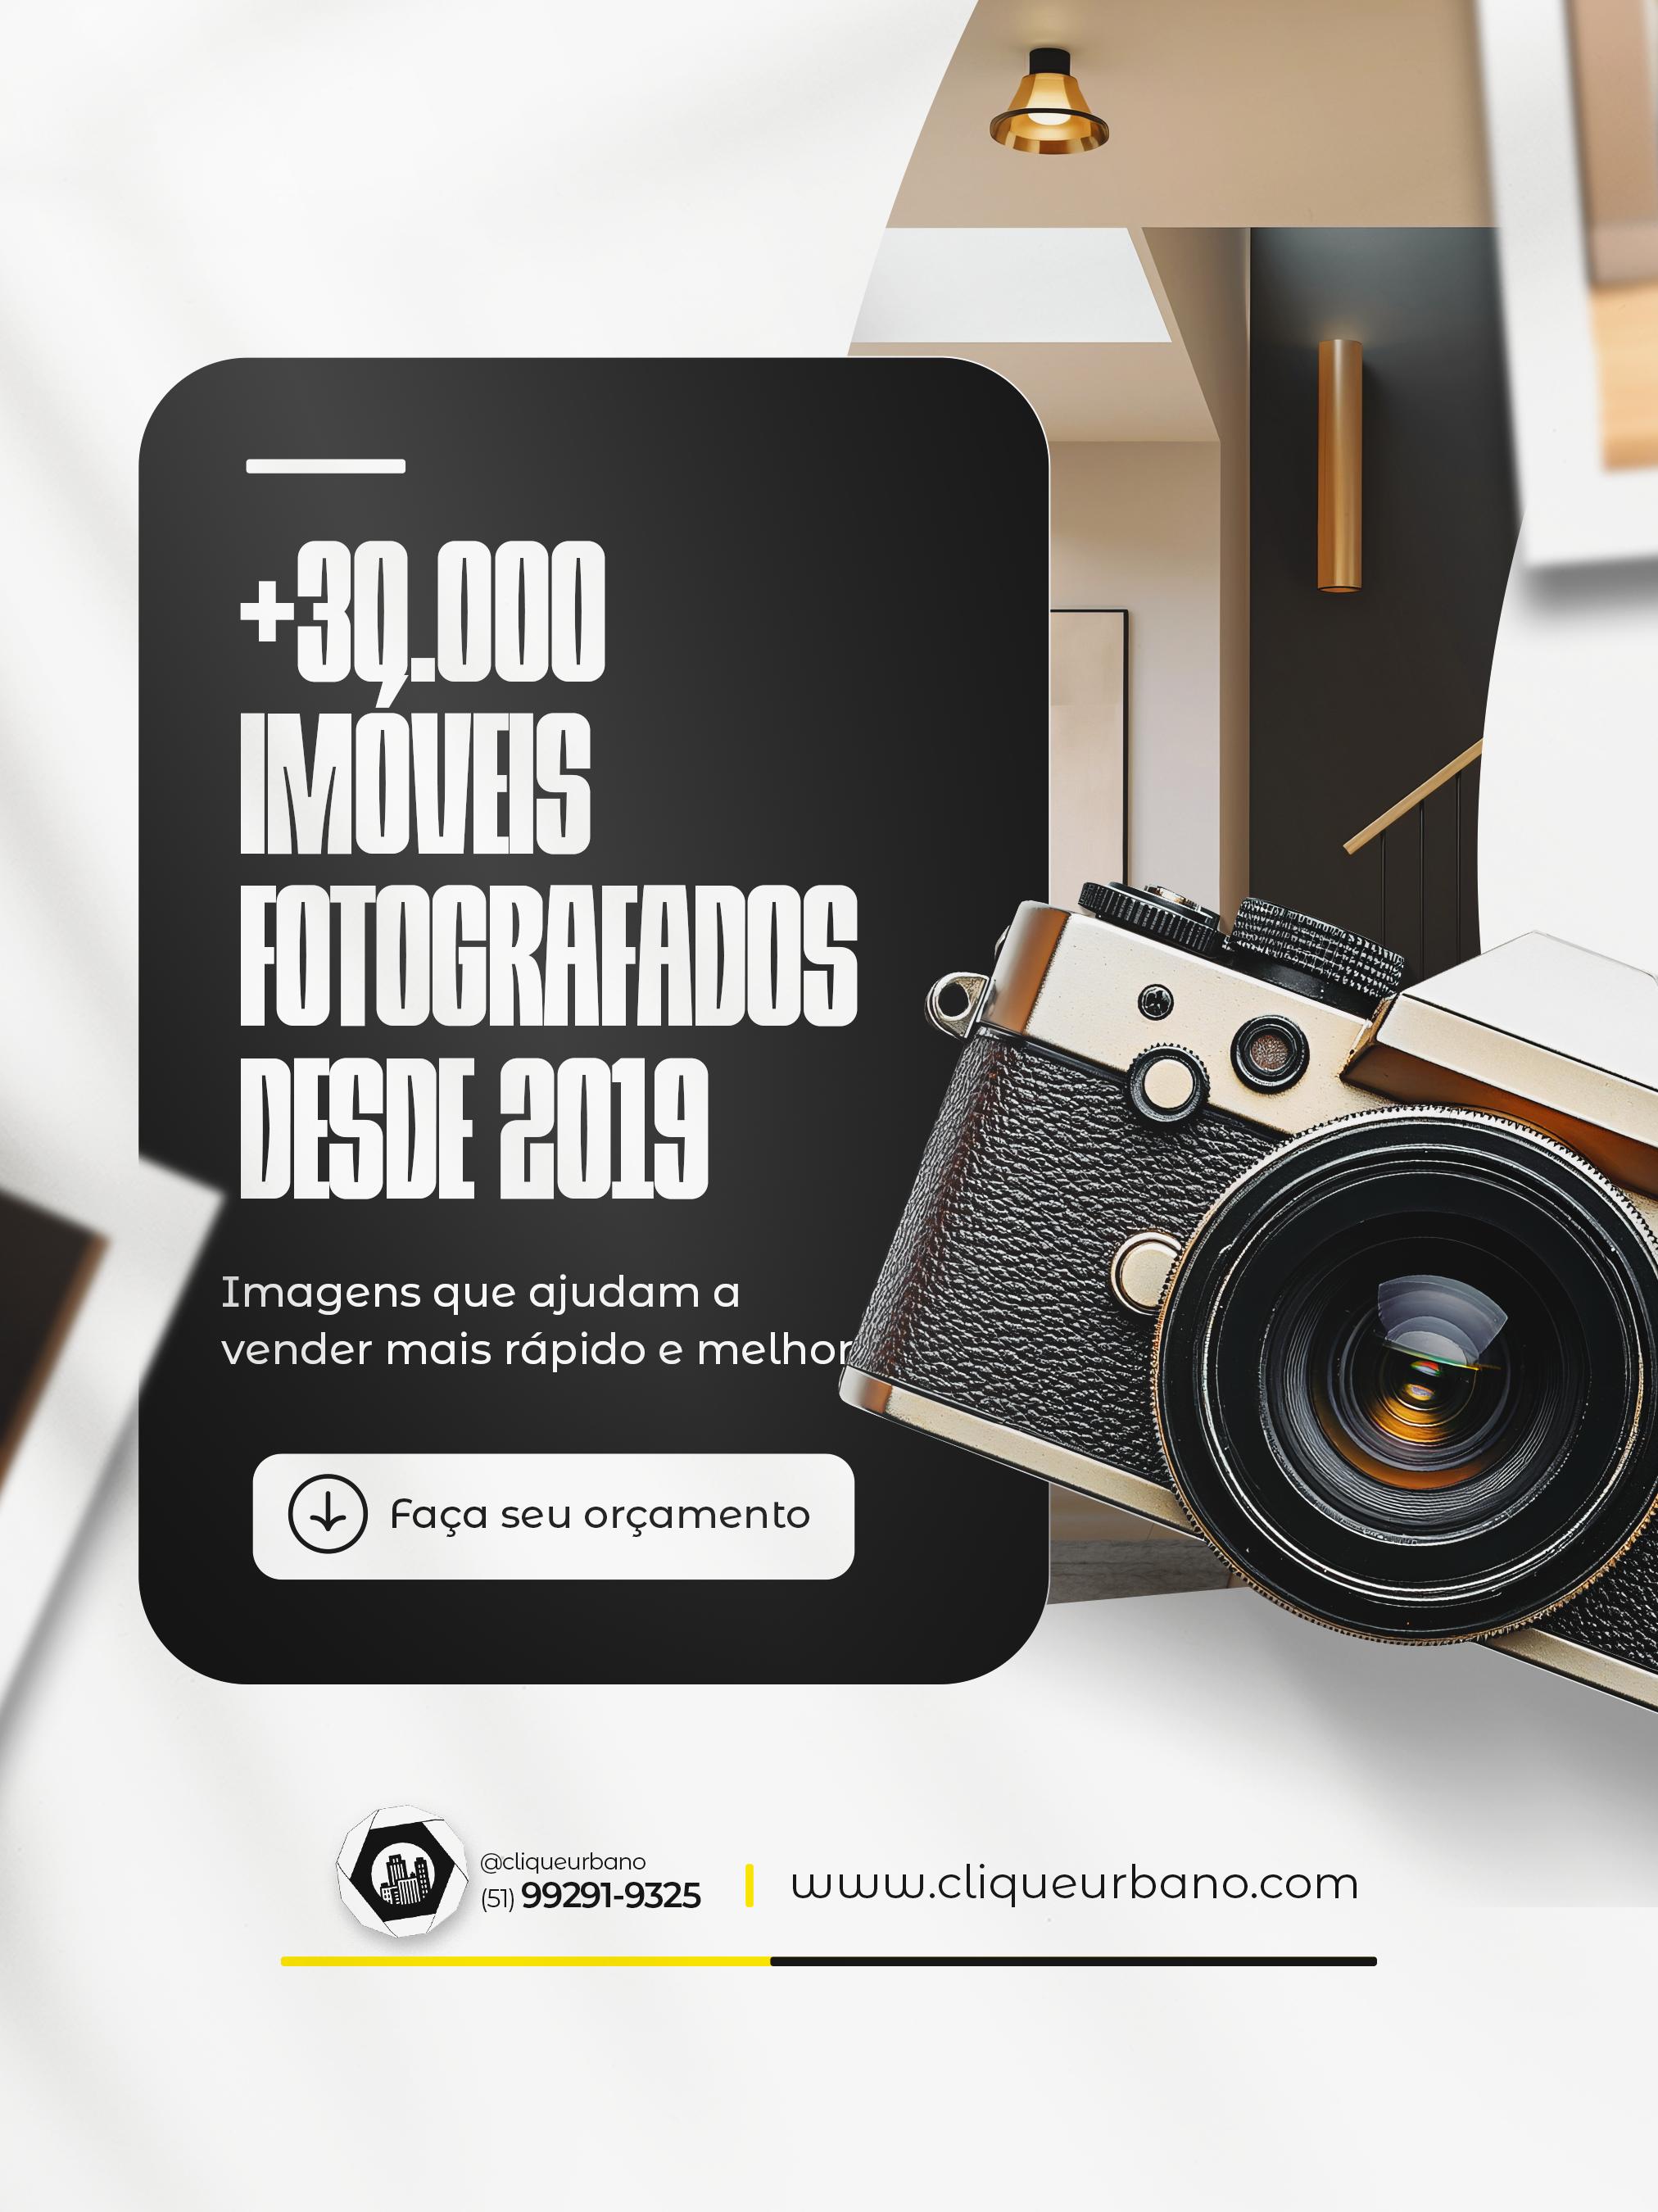 +30.000
IMÓVEIS
FOTOGRAFADOS
DESDE 2019
Imagens que ajudam a
vender mais rápido e melhor
Faça seu orçamento
@cliqueurbano
(51) 99291-9325
www.cliqueurbano.com